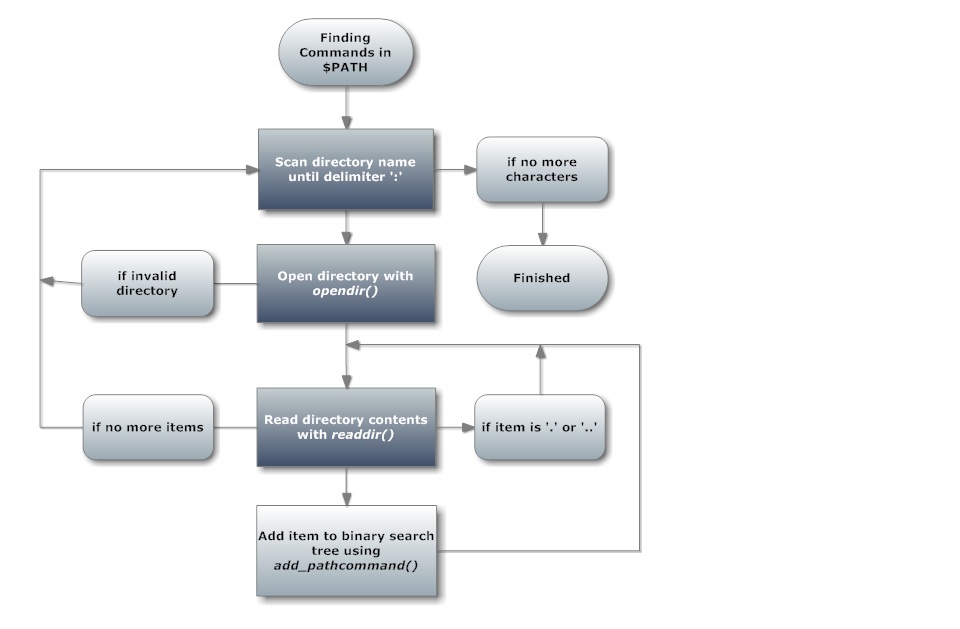 Finding
Commands in
$PATH
Scan directory name
until delimiter ':'
if no more
characters
if invalid
directory
Open directory with
opendir()
Finished
if no more items
Read directory contents
with readdir()
if item is '.' or '..'
Add item to binary search
tree using
add_pathcommand()